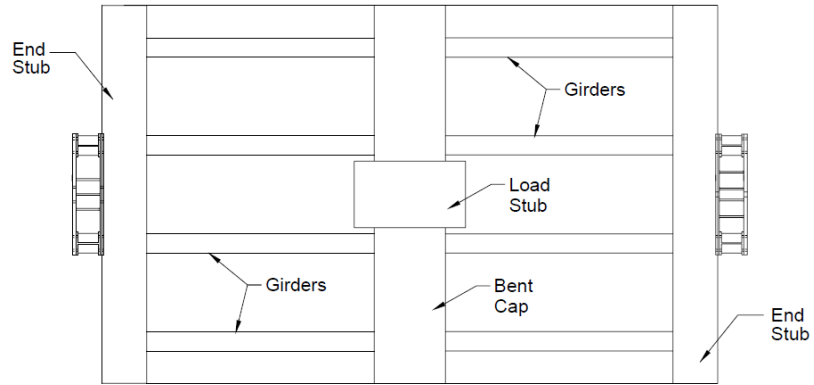 End
Stub
Girders
Load
Stub
Girders
Bent
Cap
End
Stub